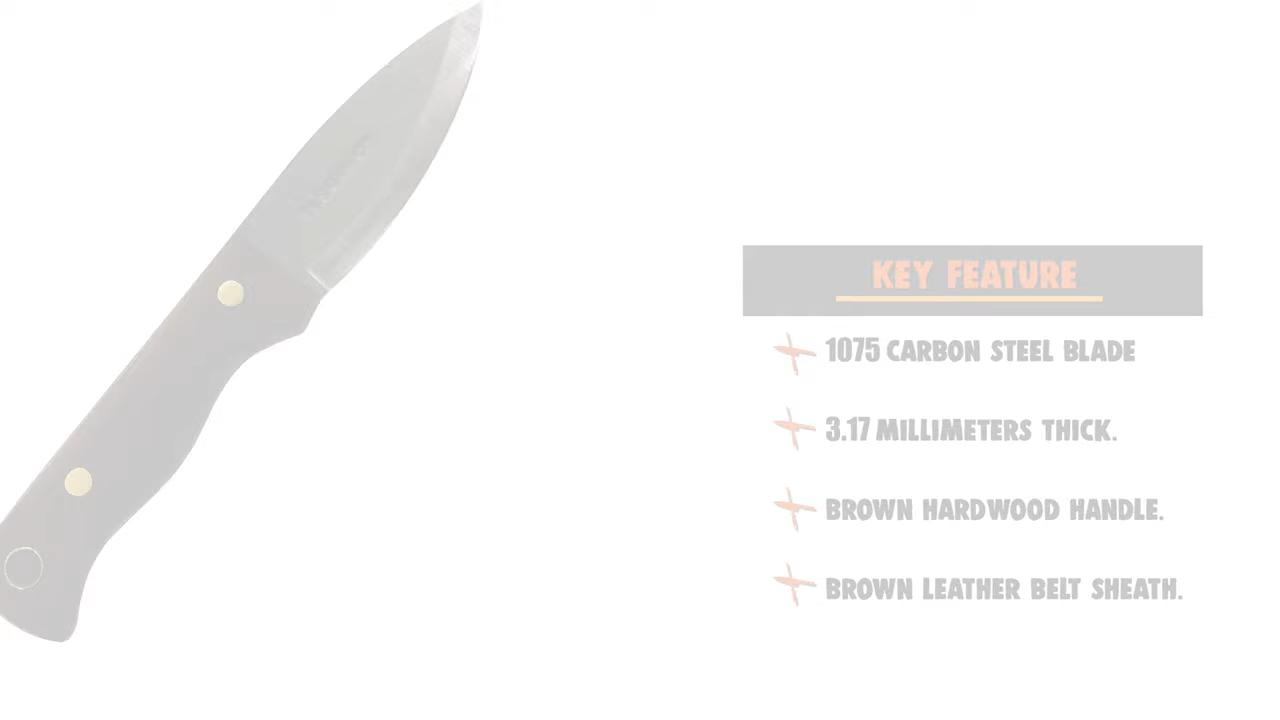 KEY FEATURE
1075 CARBON STEEL BLADE
3.17 MILLIMETERS THICK.
BROWN HARDWOOD HANDLE.
BROWN LEATHER BELT SHEATH.